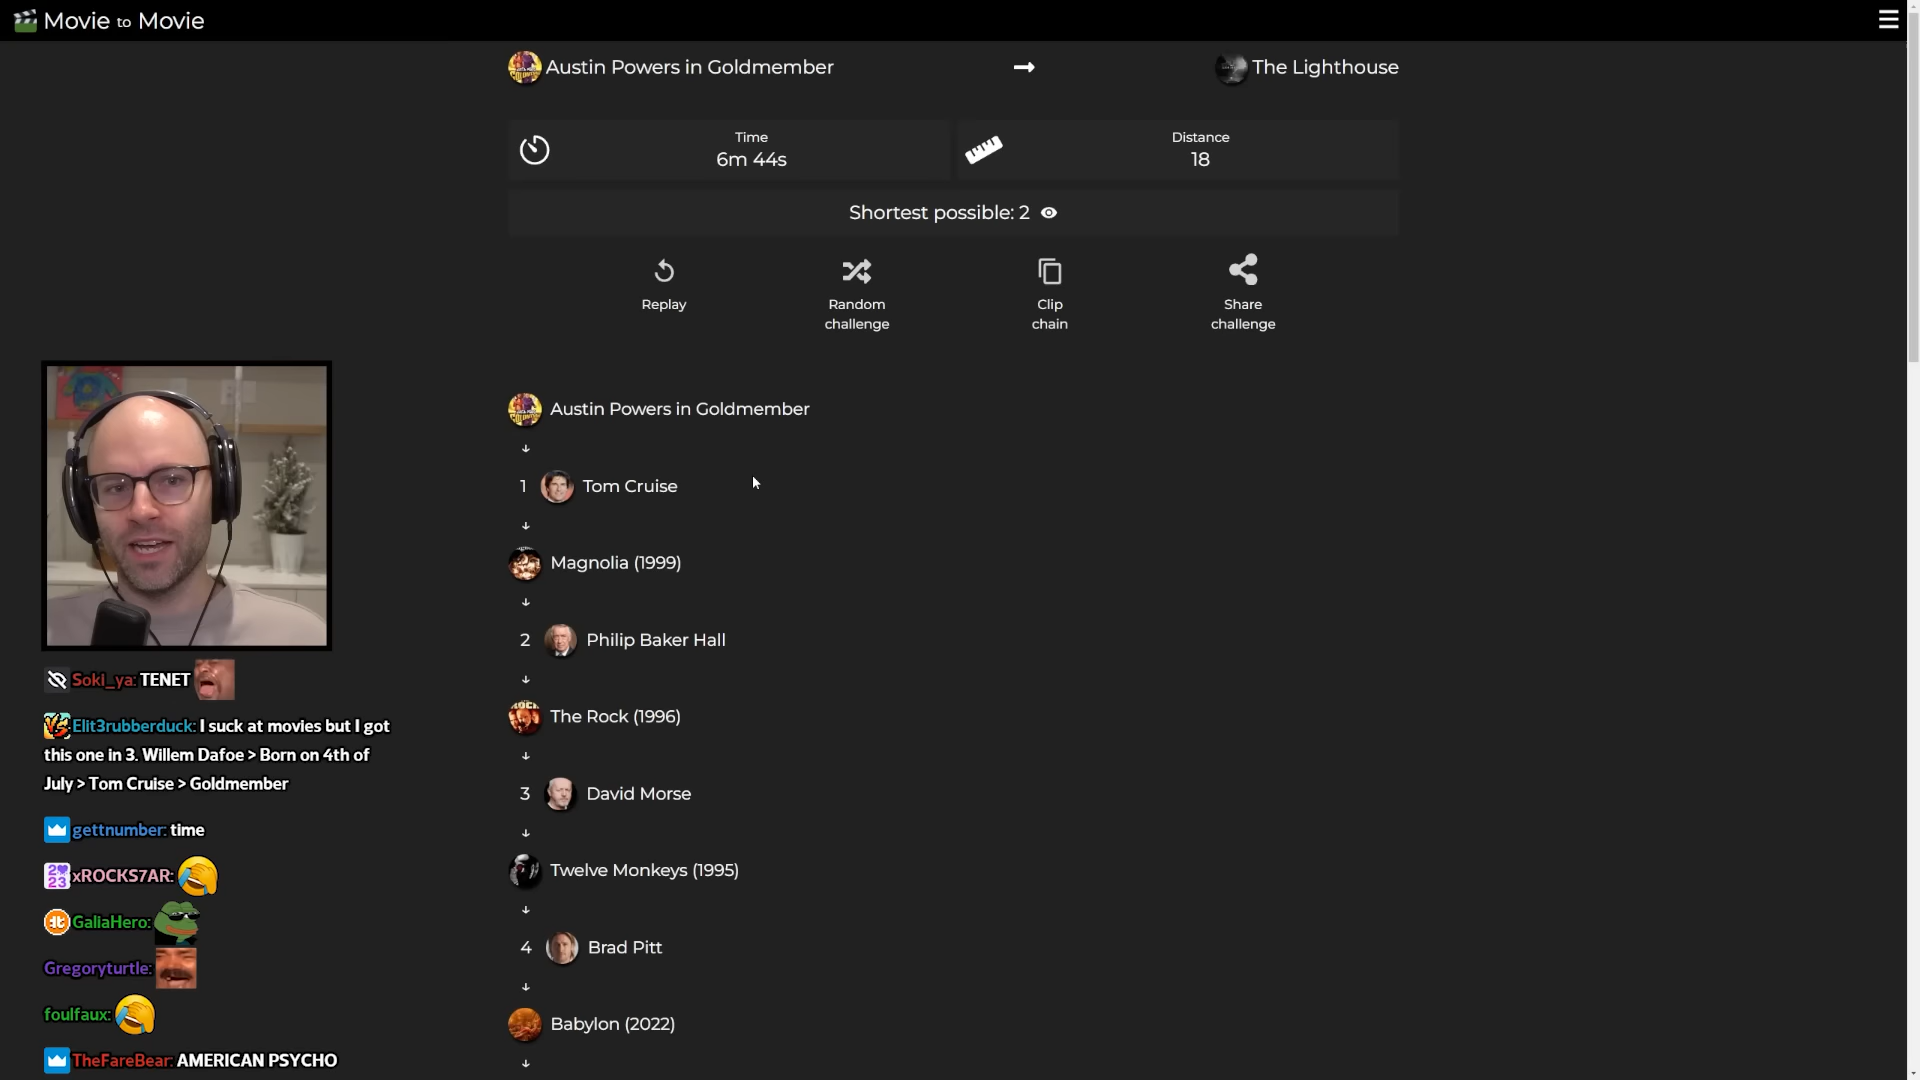 Movie to Movie
Austin Powers in Goldmember
The Lighthouse
Time
6m 44s
Distance
18
Shortest possible: 2
Replay
Random
challenge
Clip
chain
Share
challenge
Austin Powers in Goldmember
1 Tom Cruise
Magnolia (1999)
2 Philip Baker Hall
The Rock (1996)
3 David Morse
Twelve Monkeys (1995)
4 Brad Pitt
Babylon (2022)
Soki_ya: TENET
Elit3rubberduck: I suck at movies but I got
this one in 3. Willem Dafoe > Born on 4th of
July > Tom Cruise > Goldmember
gettnumber: time
xROCKS7AR:
GaliaHero:
Gregoryturtle:
foulfaux:
TheFareBear: AMERICAN PSYCHO